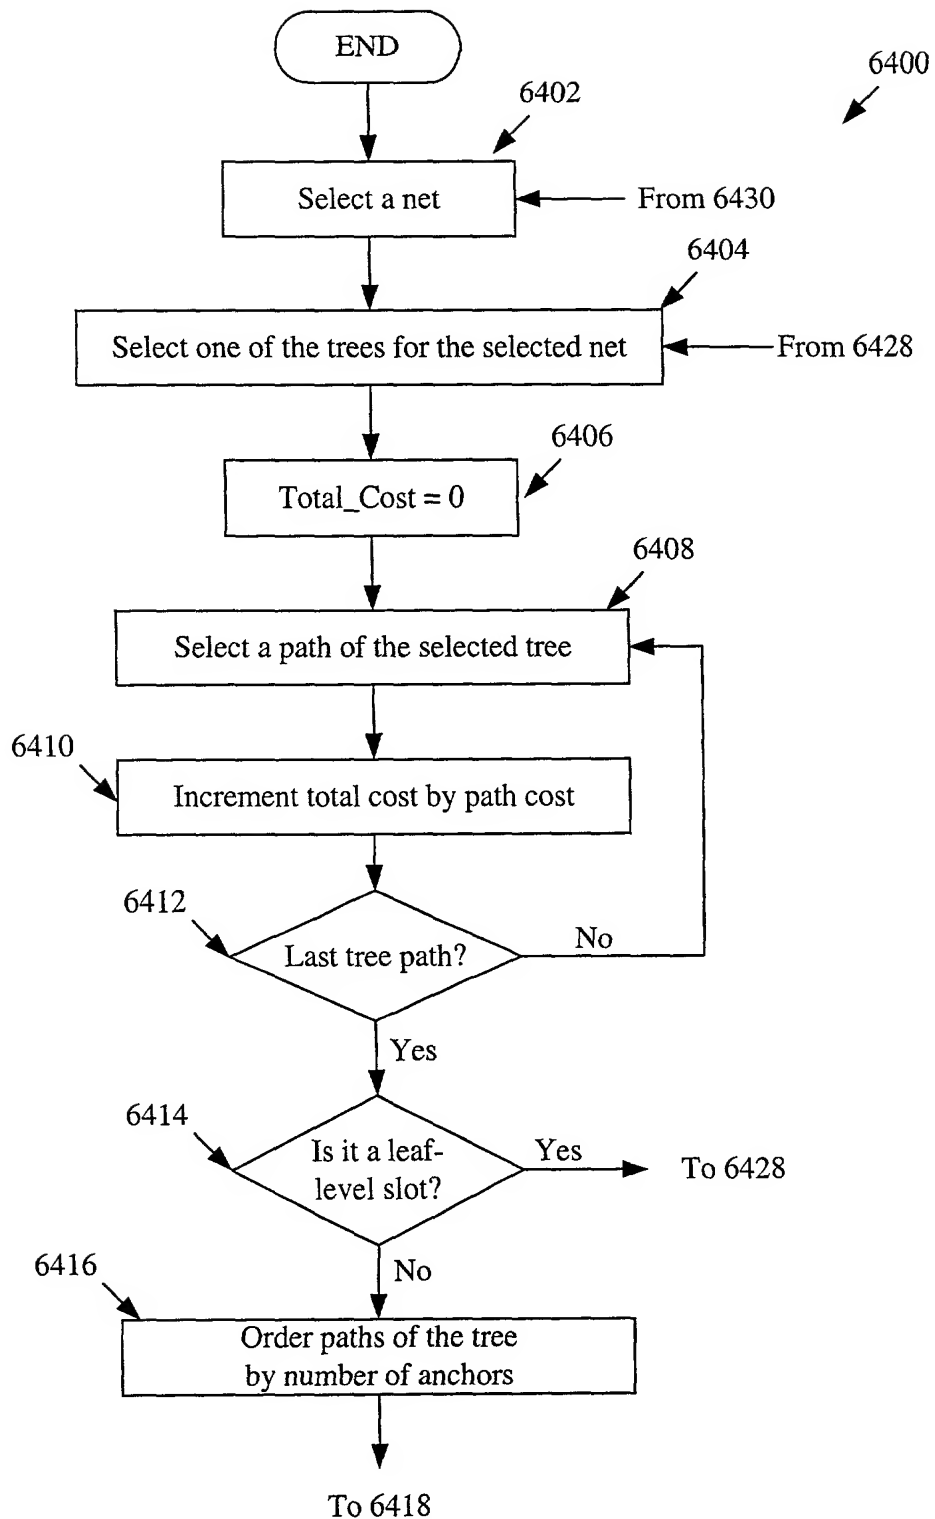 END
6400
6402
Select a net
From 6430
6404
Select one of the trees for the selected net
From 6428
6406
Total_Cost = 0
6408
Select a path of the selected tree
6410
Increment total cost by path cost
6412
Last tree path?
No
Yes
6414
Is it a leaf-
level slot?
Yes
To 6428
No
6416
Order paths of the tree
by number of anchors
To 6418